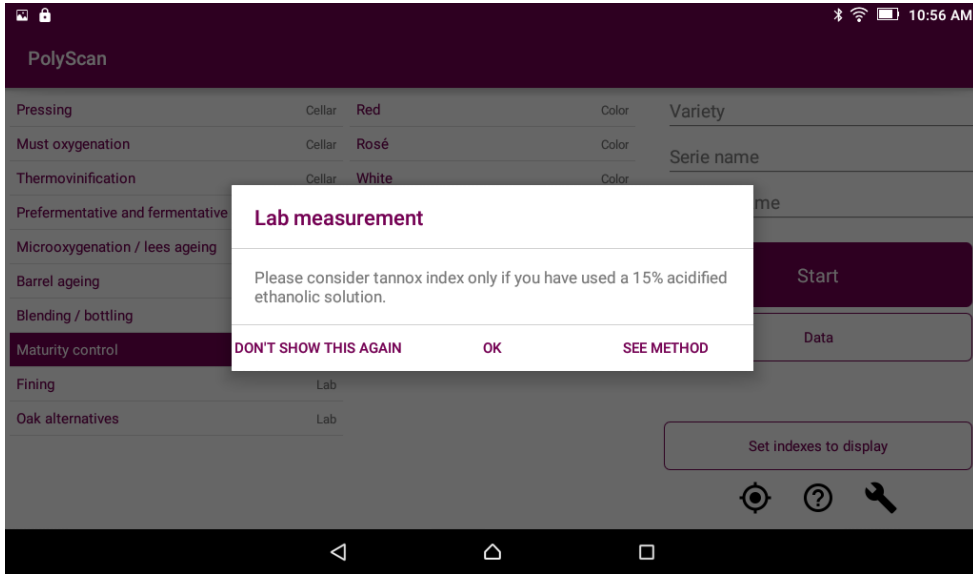 10:56 AM
PolyScan
Pressing Cellar
Must oxygenation Cellar
Thermovinification Cellar
Prefermentative and fermentative
Microoxygenation / lees ageing
Barrel ageing
Blending / bottling
Maturity control
Fining Lab
Oak alternatives Lab
Red Color
Rosé Color
White Color
Variety
Serie name
me
Start
Data
Set indexes to display
Lab measurement
Please consider tannox index only if you have used a 15% acidified
ethanolic solution.
DON'T SHOW THIS AGAIN OK SEE METHOD